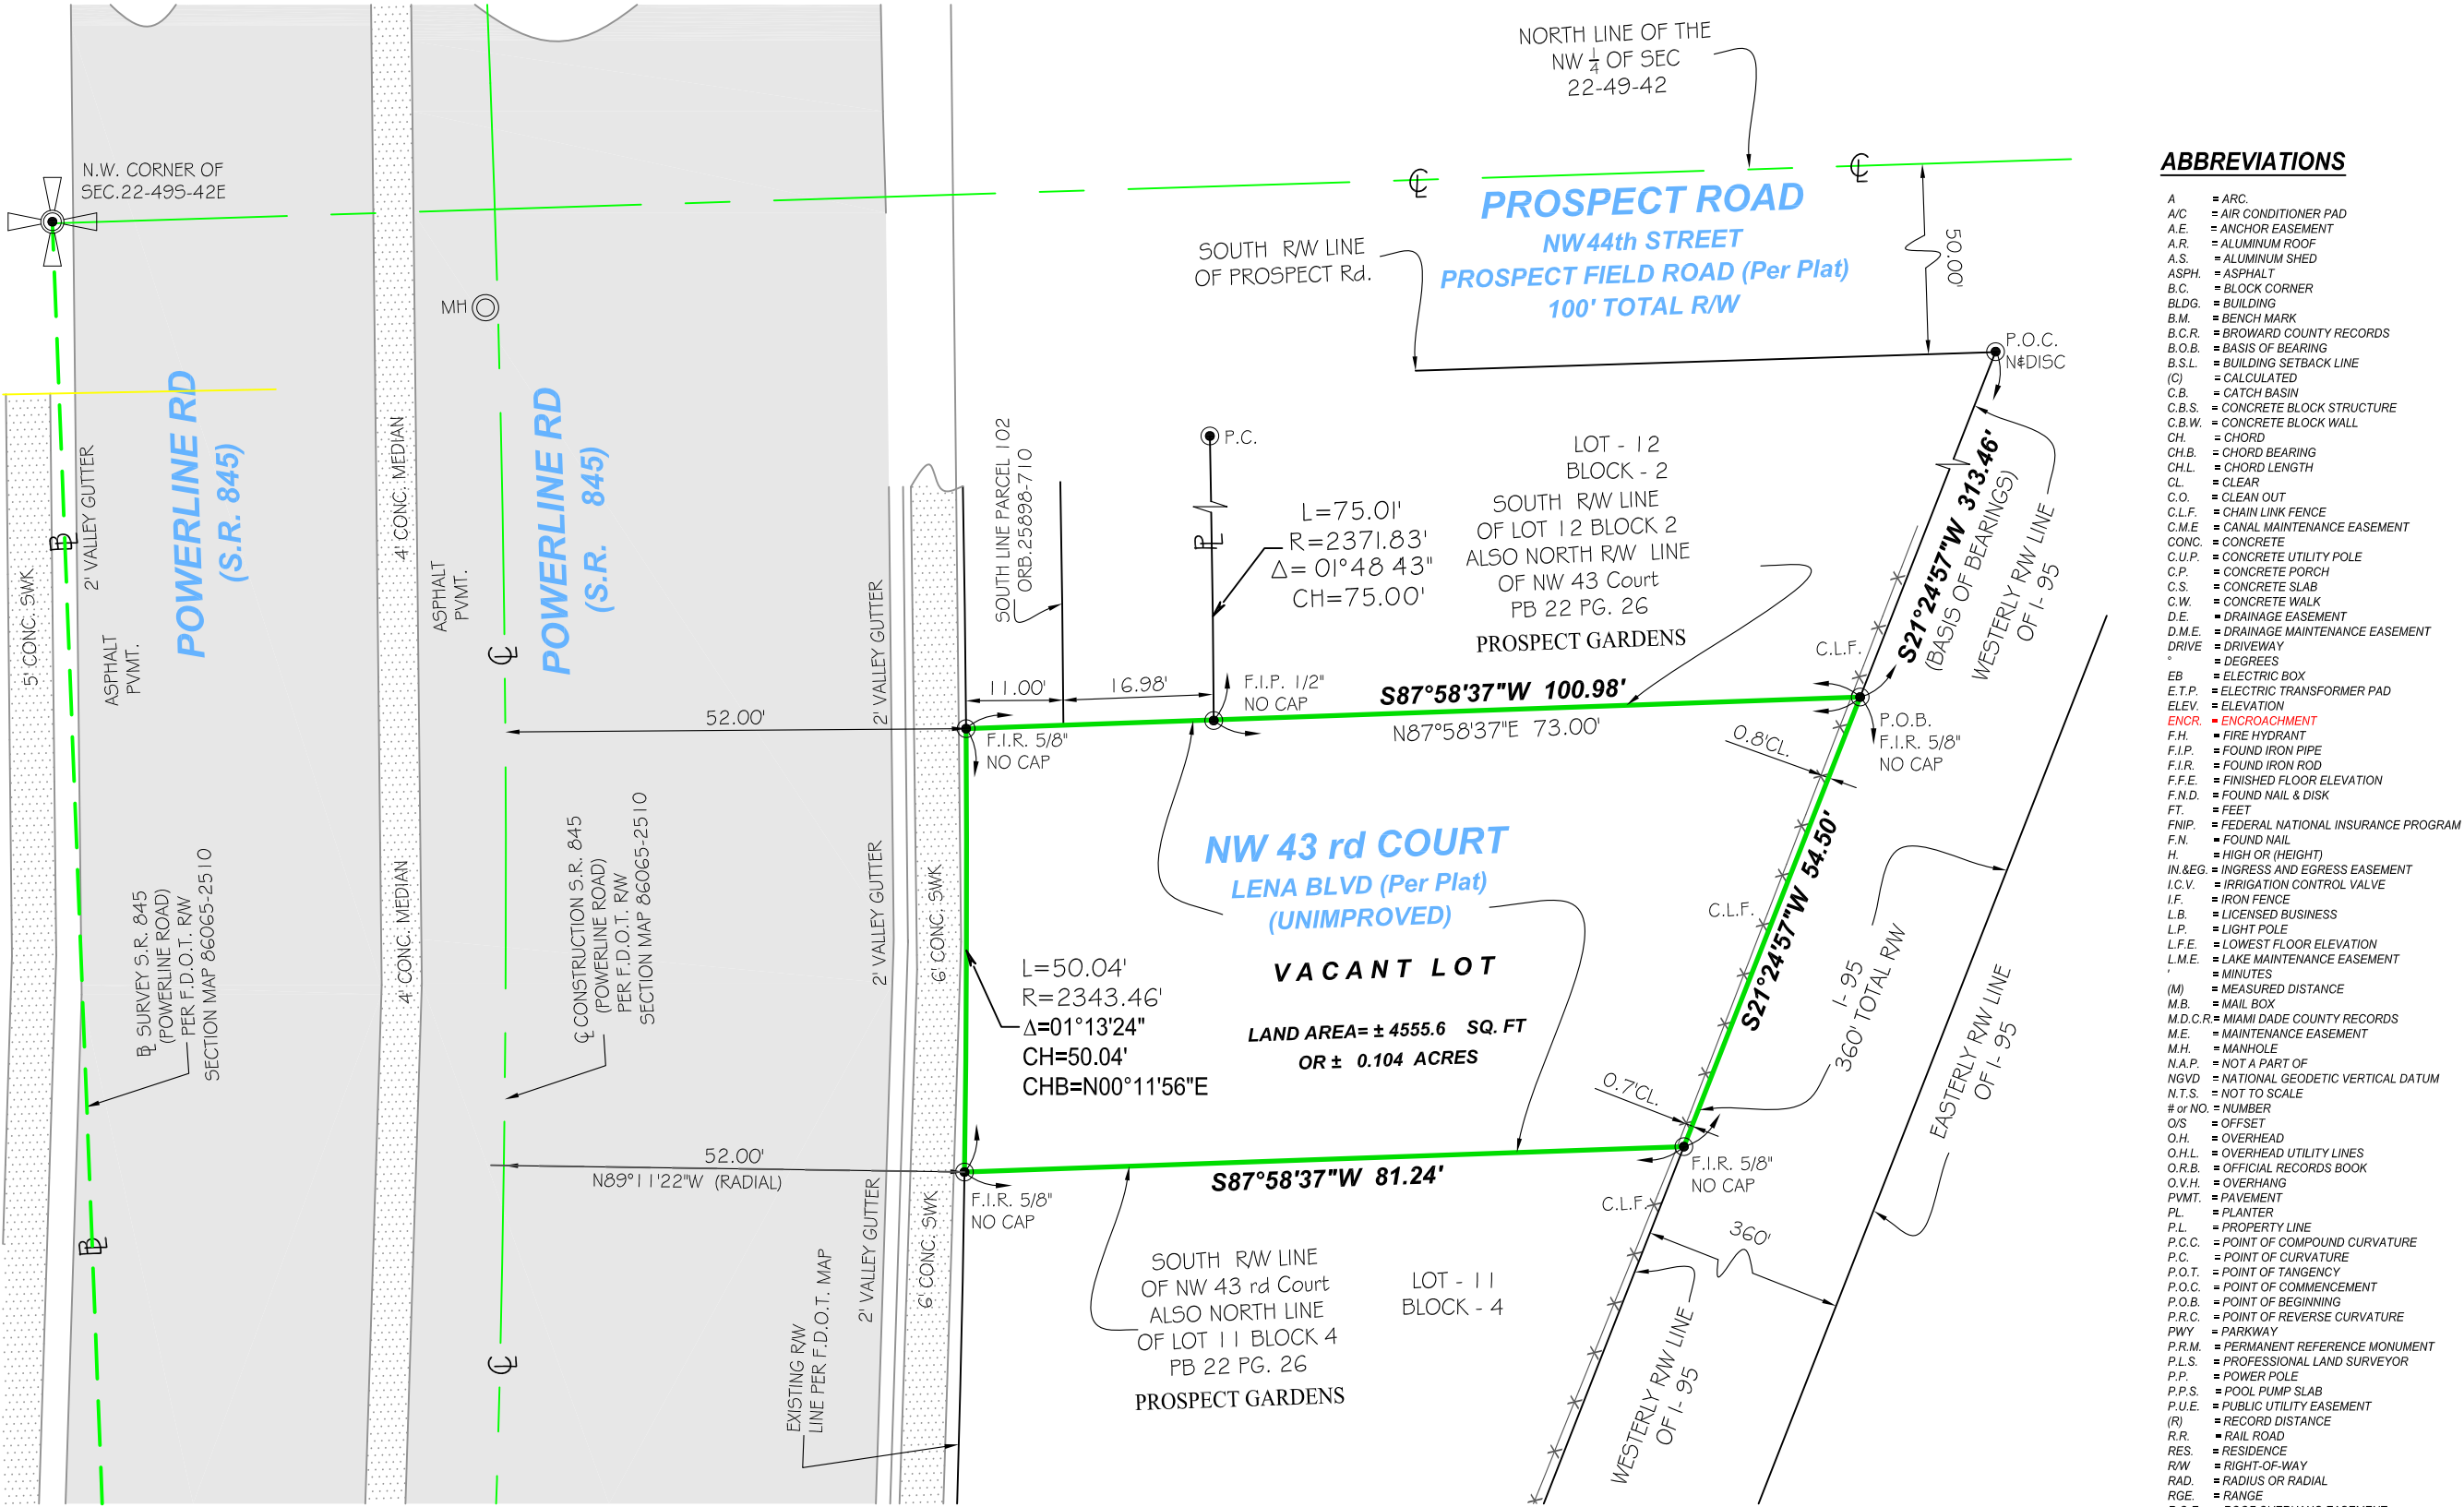 NORTH LINE OF THE
NW 1/4 OF SEC
22-49-42
N.W. CORNER OF
SEC.22-49S-42E
℄
℄
PROSPECT ROAD
NW 44th STREET
PROSPECT FIELD ROAD (Per Plat)
100' TOTAL R/W
SOUTH R/W LINE
OF PROSPECT Rd.
50.00'
P.O.C.
N&DISC
MH
POWERLINE RD
(S.R. 845)
POWERLINE RD
(S.R. 845)
2' VALLEY GUTTER
4' CONC. MEDIAN
5' CONC. SWK
ASPHALT
PVMT.
ASPHALT
PVMT.
BL
℄
2' VALLEY GUTTER
SOUTH LINE PARCEL 102
ORB.25898-710
P.C.
PL
L=75.01'
R=2371.83'
Δ= 01°48 43"
CH=75.00'
LOT - 12
BLOCK - 2
SOUTH R/W LINE
OF LOT 12 BLOCK 2
ALSO NORTH R/W LINE
OF NW 43 Court
PB 22 PG. 26
PROSPECT GARDENS
S21°24'57"W 313.46'
(BASIS OF BEARINGS)
WESTERLY R/W LINE
OF I- 95
C.L.F.
11.00'
16.98'
F.I.P. 1/2"
NO CAP
S87°58'37"W 100.98'
N87°58'37"E 73.00'
52.00'
F.I.R. 5/8"
NO CAP
P.O.B.
F.I.R. 5/8"
NO CAP
0.8'CL.
NW 43 rd COURT
LENA BLVD (Per Plat)
(UNIMPROVED)
VACANT LOT
LAND AREA= ± 4555.6 SQ. FT
OR ± 0.104 ACRES
L=50.04'
R=2343.46'
Δ=01°13'24"
CH=50.04'
CHB=N00°11'56"E
C.L.F.
S21°24'57"W 54.50'
I- 95
360' TOTAL R/W
EASTERLY R/W LINE
OF I- 95
0.7'CL.
BL SURVEY S.R. 845
(POWERLINE ROAD)
PER F.D.O.T. R/W
SECTION MAP 86065-2510
4' CONC. MEDIAN
℄ CONSTRUCTION S.R. 845
(POWERLINE ROAD)
PER F.D.O.T. R/W
SECTION MAP 86065-2510
2' VALLEY GUTTER
6' CONC. SWK
52.00'
N89°11'22"W (RADIAL)
F.I.R. 5/8"
NO CAP
S87°58'37"W 81.24'
F.I.R. 5/8"
NO CAP
C.L.F.
360'
BL
℄
2' VALLEY GUTTER
6' CONC. SWK
EXISTING R/W
LINE PER F.D.O.T. MAP
SOUTH R/W LINE
OF NW 43 rd Court
ALSO NORTH LINE
OF LOT 11 BLOCK 4
PB 22 PG. 26
PROSPECT GARDENS
LOT - 11
BLOCK - 4
WESTERLY R/W LINE
OF I- 95
ABBREVIATIONS
A = ARC.
A/C = AIR CONDITIONER PAD
A.E. = ANCHOR EASEMENT
A.R. = ALUMINUM ROOF
A.S. = ALUMINUM SHED
ASPH. = ASPHALT
B.C. = BLOCK CORNER
BLDG. = BUILDING
B.M. = BENCH MARK
B.C.R. = BROWARD COUNTY RECORDS
B.O.B. = BASIS OF BEARING
B.S.L. = BUILDING SETBACK LINE
(C) = CALCULATED
C.B. = CATCH BASIN
C.B.S. = CONCRETE BLOCK STRUCTURE
C.B.W. = CONCRETE BLOCK WALL
CH. = CHORD
CH.B. = CHORD BEARING
CH.L. = CHORD LENGTH
CL. = CLEAR
C.O. = CLEAN OUT
C.L.F. = CHAIN LINK FENCE
C.M.E = CANAL MAINTENANCE EASEMENT
CONC. = CONCRETE
C.U.P. = CONCRETE UTILITY POLE
C.P. = CONCRETE PORCH
C.S. = CONCRETE SLAB
C.W. = CONCRETE WALK
D.E. = DRAINAGE EASEMENT
D.M.E. = DRAINAGE MAINTENANCE EASEMENT
DRIVE = DRIVEWAY
° = DEGREES
EB = ELECTRIC BOX
E.T.P. = ELECTRIC TRANSFORMER PAD
ELEV. = ELEVATION
ENCR. = ENCROACHMENT
F.H. = FIRE HYDRANT
F.I.P. = FOUND IRON PIPE
F.I.R. = FOUND IRON ROD
F.F.E. = FINISHED FLOOR ELEVATION
F.N.D. = FOUND NAIL & DISK
FT. = FEET
FNIP. = FEDERAL NATIONAL INSURANCE PROGRAM
F.N. = FOUND NAIL
H. = HIGH OR (HEIGHT)
IN.&EG. = INGRESS AND EGRESS EASEMENT
I.C.V. = IRRIGATION CONTROL VALVE
I.F. = IRON FENCE
L.B. = LICENSED BUSINESS
L.P. = LIGHT POLE
L.F.E. = LOWEST FLOOR ELEVATION
L.M.E. = LAKE MAINTENANCE EASEMENT
' = MINUTES
(M) = MEASURED DISTANCE
M.B. = MAIL BOX
M.D.C.R.= MIAMI DADE COUNTY RECORDS
M.E. = MAINTENANCE EASEMENT
M.H. = MANHOLE
N.A.P. = NOT A PART OF
NGVD = NATIONAL GEODETIC VERTICAL DATUM
N.T.S. = NOT TO SCALE
# or NO. = NUMBER
O/S = OFFSET
O.H. = OVERHEAD
O.H.L. = OVERHEAD UTILITY LINES
O.R.B. = OFFICIAL RECORDS BOOK
O.V.H. = OVERHANG
PVMT. = PAVEMENT
PL. = PLANTER
P.L. = PROPERTY LINE
P.C.C. = POINT OF COMPOUND CURVATURE
P.C. = POINT OF CURVATURE
P.O.T. = POINT OF TANGENCY
P.O.C. = POINT OF COMMENCEMENT
P.O.B. = POINT OF BEGINNING
P.R.C. = POINT OF REVERSE CURVATURE
PWY = PARKWAY
P.R.M. = PERMANENT REFERENCE MONUMENT
P.L.S. = PROFESSIONAL LAND SURVEYOR
P.P. = POWER POLE
P.P.S. = POOL PUMP SLAB
P.U.E. = PUBLIC UTILITY EASEMENT
(R) = RECORD DISTANCE
R.R. = RAIL ROAD
RES. = RESIDENCE
R/W = RIGHT-OF-WAY
RAD. = RADIUS OR RADIAL
RGE. = RANGE